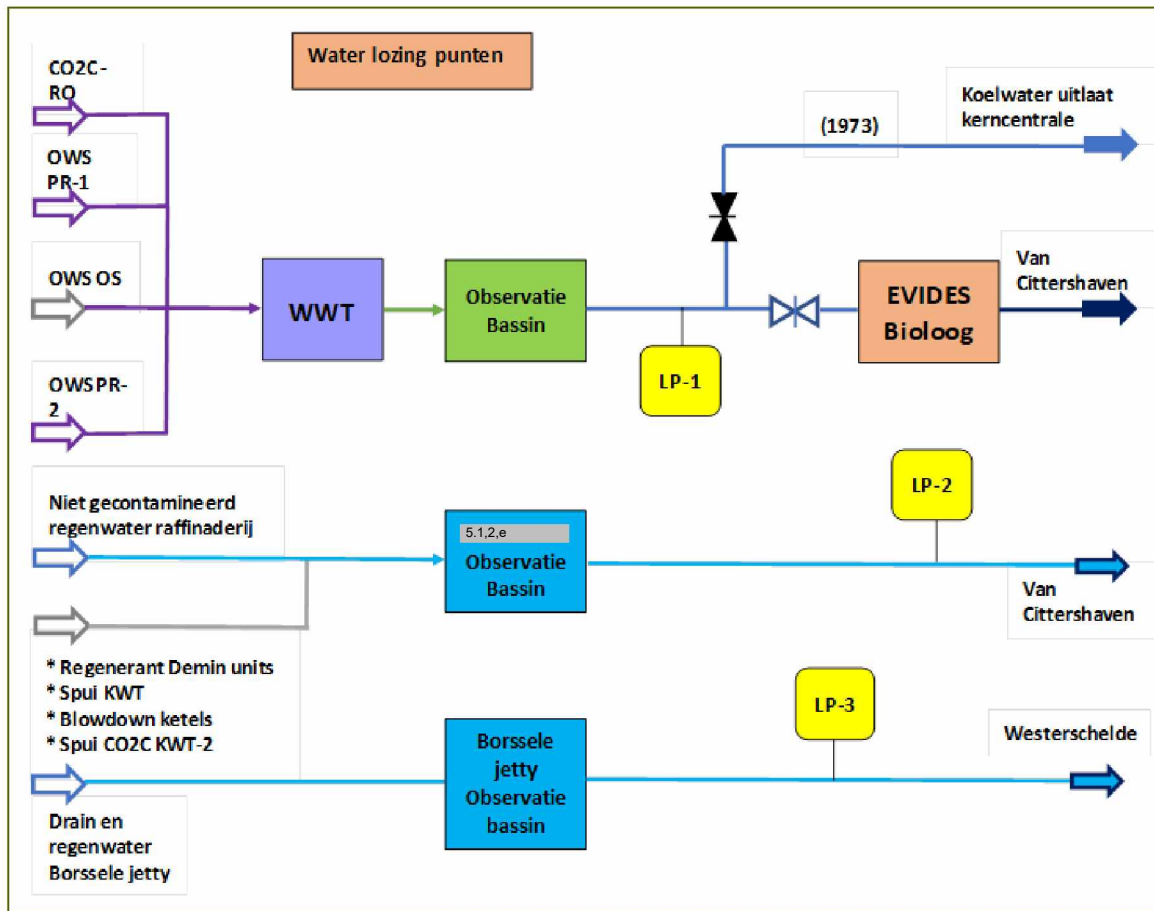 Water lozing punten
CO2C-
RO
OWS
PR-1
OWS OS
OWS PR-
2
WWT
Observatie
Bassin
LP-1
(1973)
Koelwater uitlaat
kerncentrale
EVIDES
Bioloog
Van
Cittershaven
Niet gecontamineerd
regenwater raffinaderij
5.1,2,e
Observatie
Bassin
LP-2
Van
Cittershaven
* Regenerant Demin units
* Spui KWT
* Blowdown ketels
* Spui CO2C KWT-2
Borssele
jetty
Observatie
bassin
LP-3
Westerschelde
Drain en
regenwater
Borssele jetty